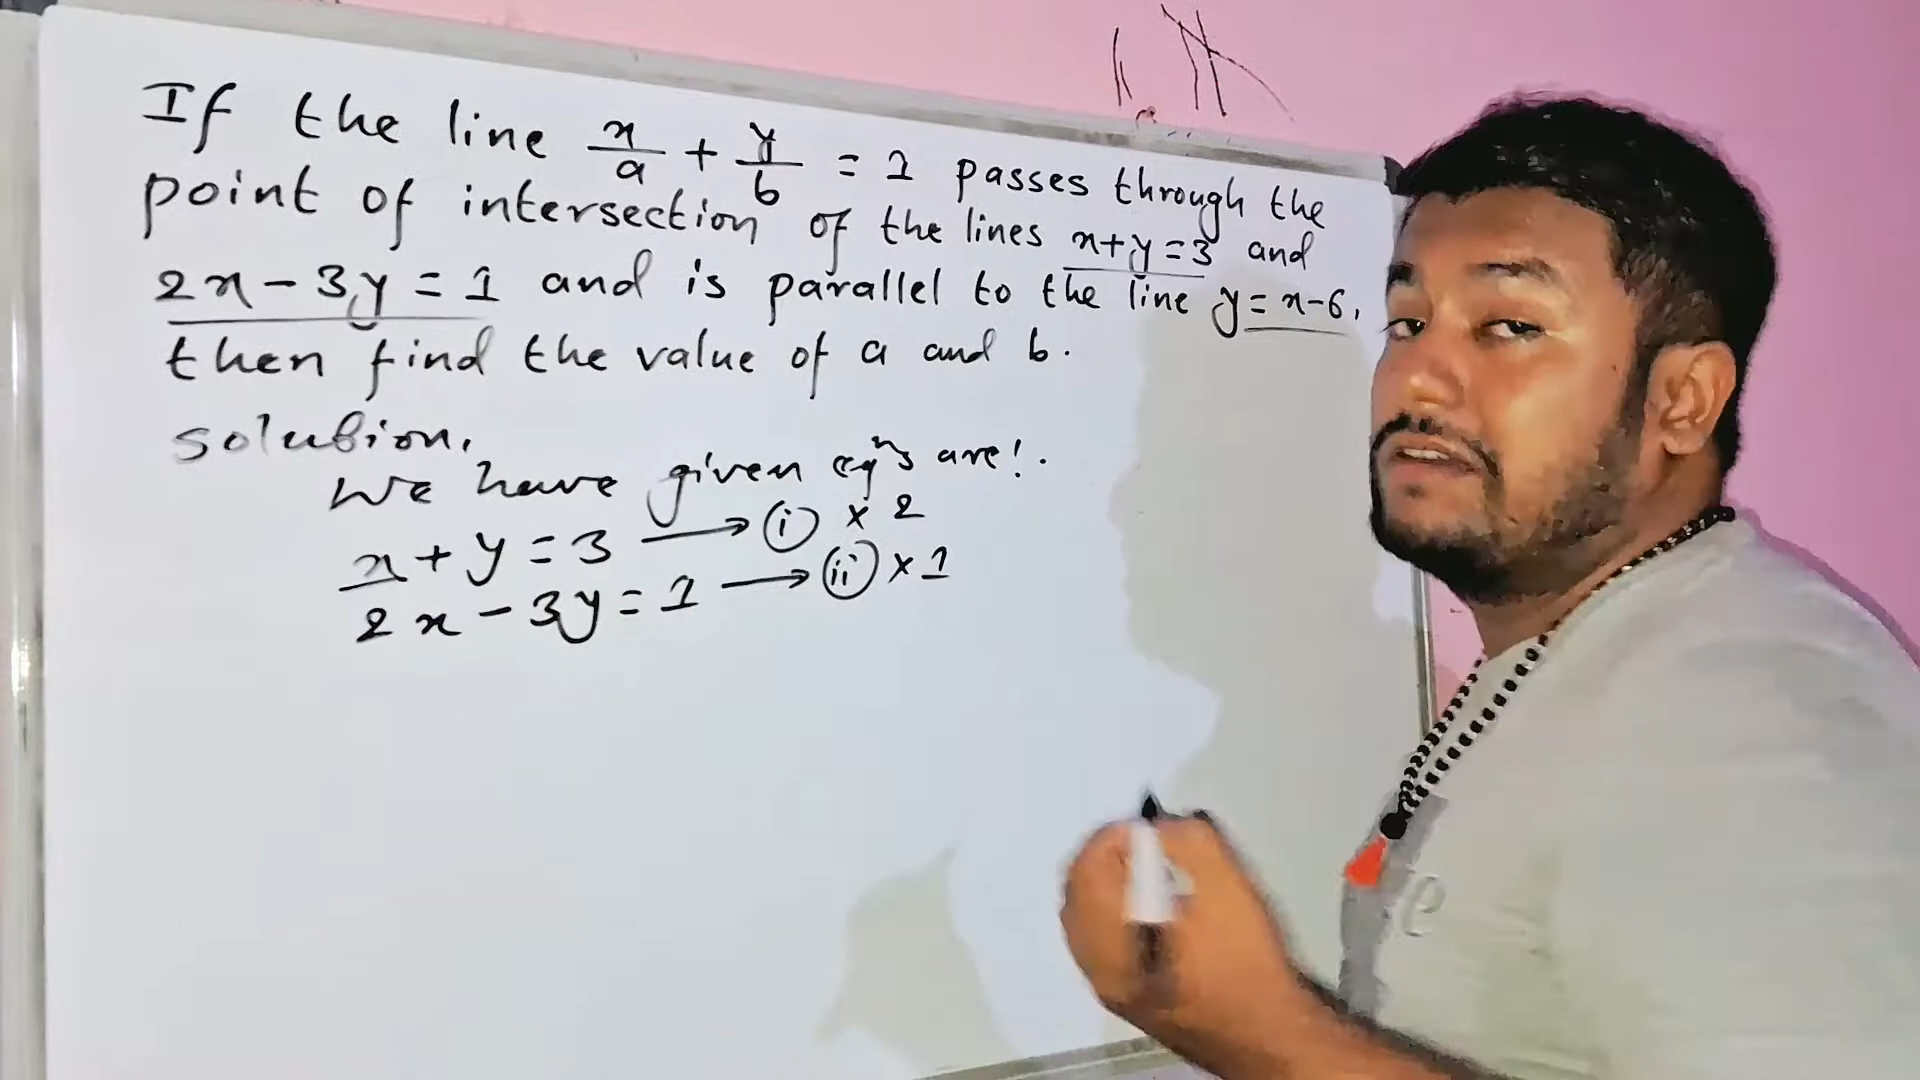 If the line x/a + y/b = 1 passes through the
point of intersection of the lines x+y=3 and
2x-3y=1 and is parallel to the line y=x-6,
then find the value of a and b.
solution,
We have given eqⁿs are!.
x+y=3 → (i) × 2
2x-3y=1 → (ii) × 1
e